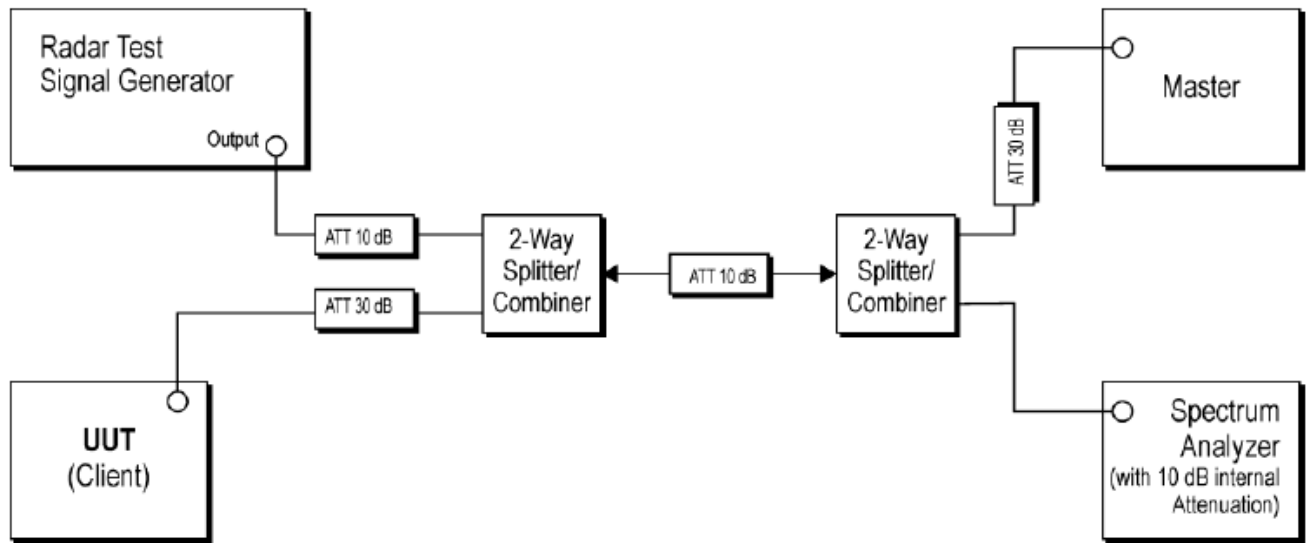 Radar Test
Signal Generator
Output
ATT 10 dB
2-Way
Splitter/
Combiner
ATT 30 dB
UUT
(Client)
ATT 10 dB
2-Way
Splitter/
Combiner
ATT 30 dB
Master
Spectrum
Analyzer
(with 10 dB internal
Attenuation)